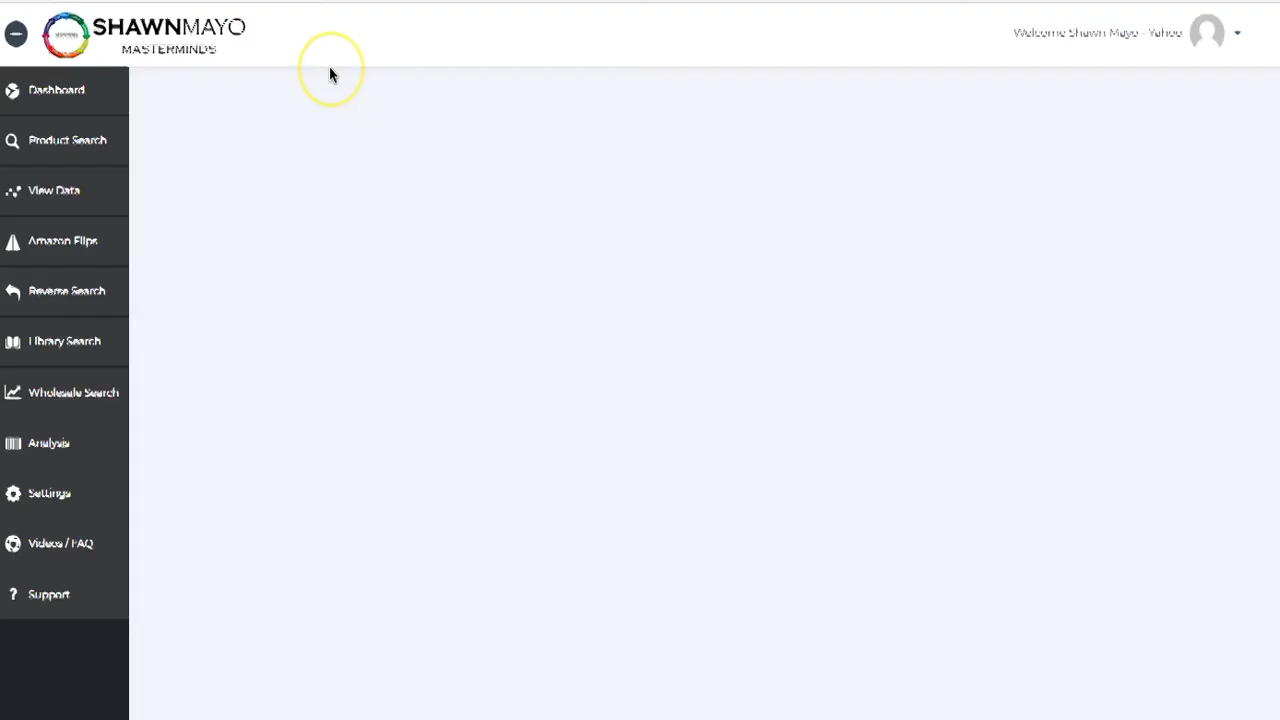 SHAWNMAYO
MASTERMINDS
Welcome Shawn Mayo - Yahoo
Dashboard
Product Search
View Data
Amazon Flips
Reverse Search
Library Search
Wholesale Search
Analysis
Settings
Videos / FAQ
Support